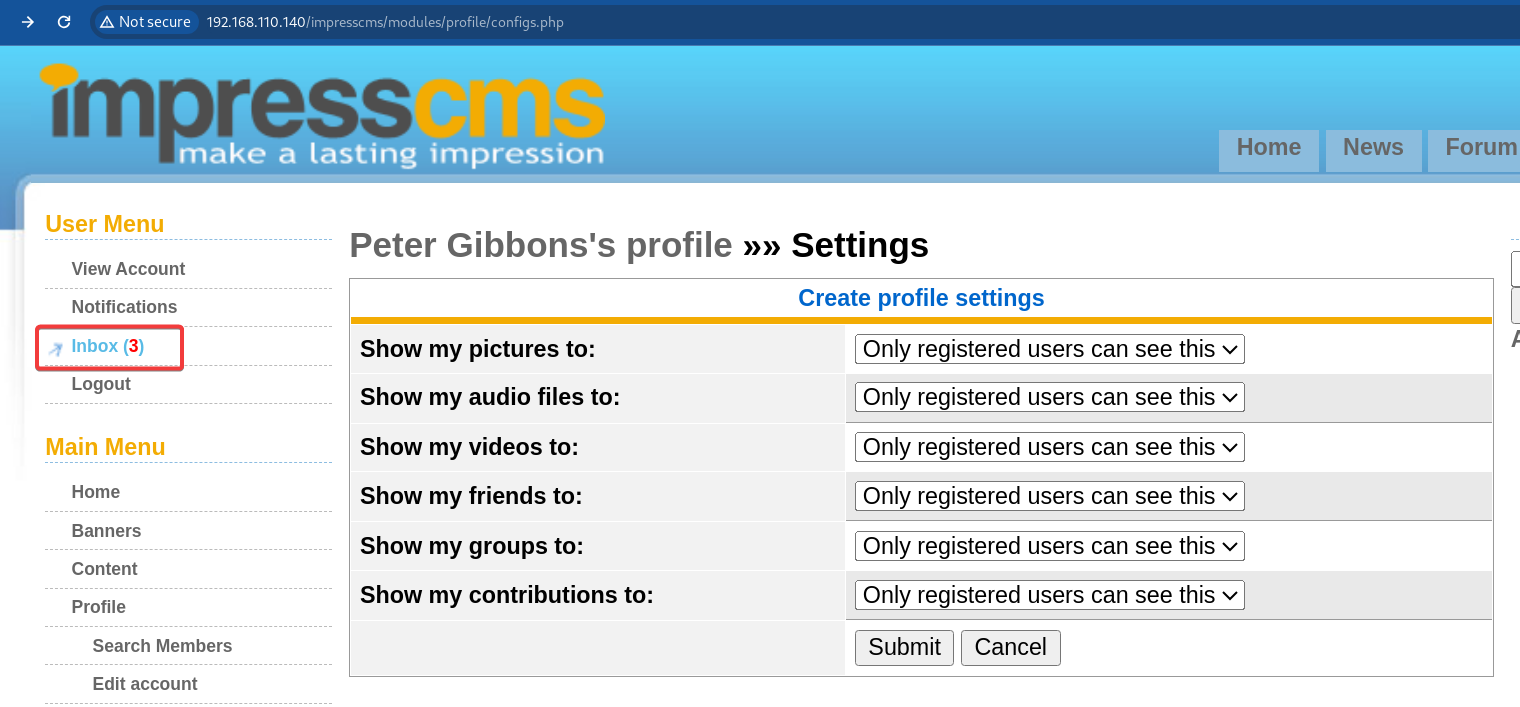 Not secure 192.168.110.140/impresscms/modules/profile/configs.php
impresscms
make a lasting impression
Home News Forum
User Menu
View Account
Notifications
Inbox (3)
Logout
Main Menu
Home
Banners
Content
Profile
Search Members
Edit account
Peter Gibbons's profile »» Settings
Create profile settings
Show my pictures to: Only registered users can see this
Show my audio files to: Only registered users can see this
Show my videos to: Only registered users can see this
Show my friends to: Only registered users can see this
Show my groups to: Only registered users can see this
Show my contributions to: Only registered users can see this
Submit Cancel